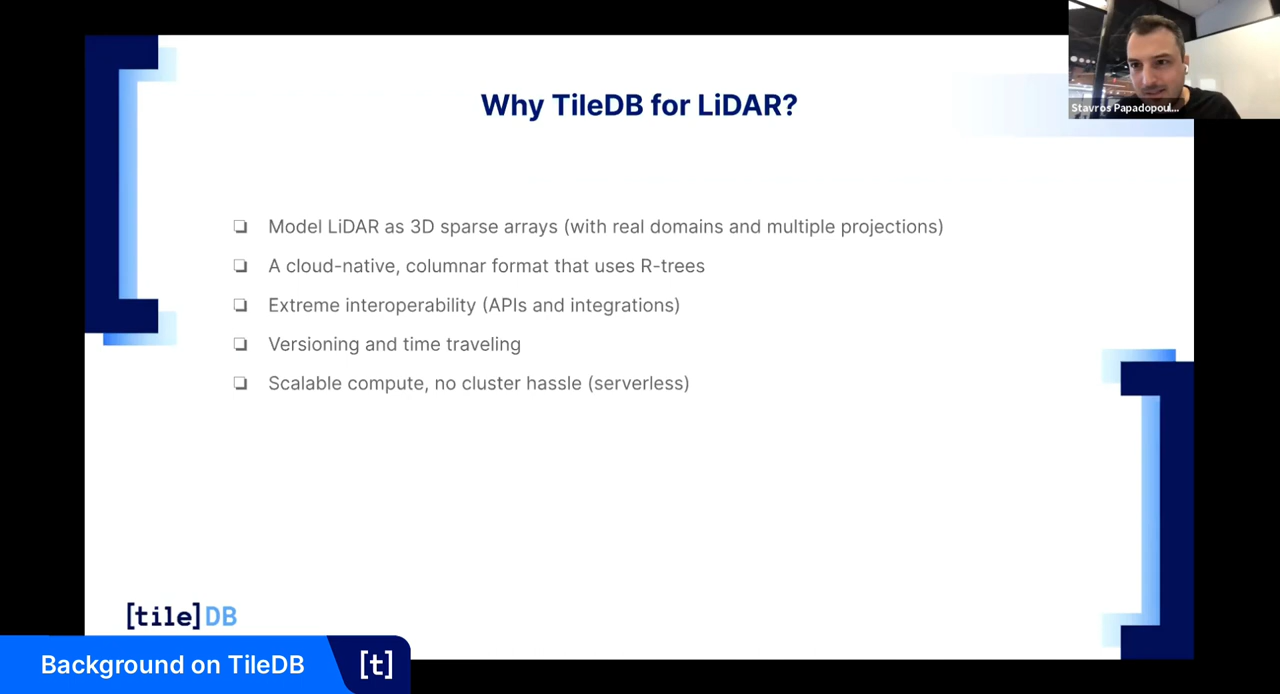 Why TileDB for LiDAR?
Stavros Papadopoul...
❏ Model LiDAR as 3D sparse arrays (with real domains and multiple projections)
❏ A cloud-native, columnar format that uses R-trees
❏ Extreme interoperability (APIs and integrations)
❏ Versioning and time traveling
❏ Scalable compute, no cluster hassle (serverless)
[tile]DB
Background on TileDB [t]